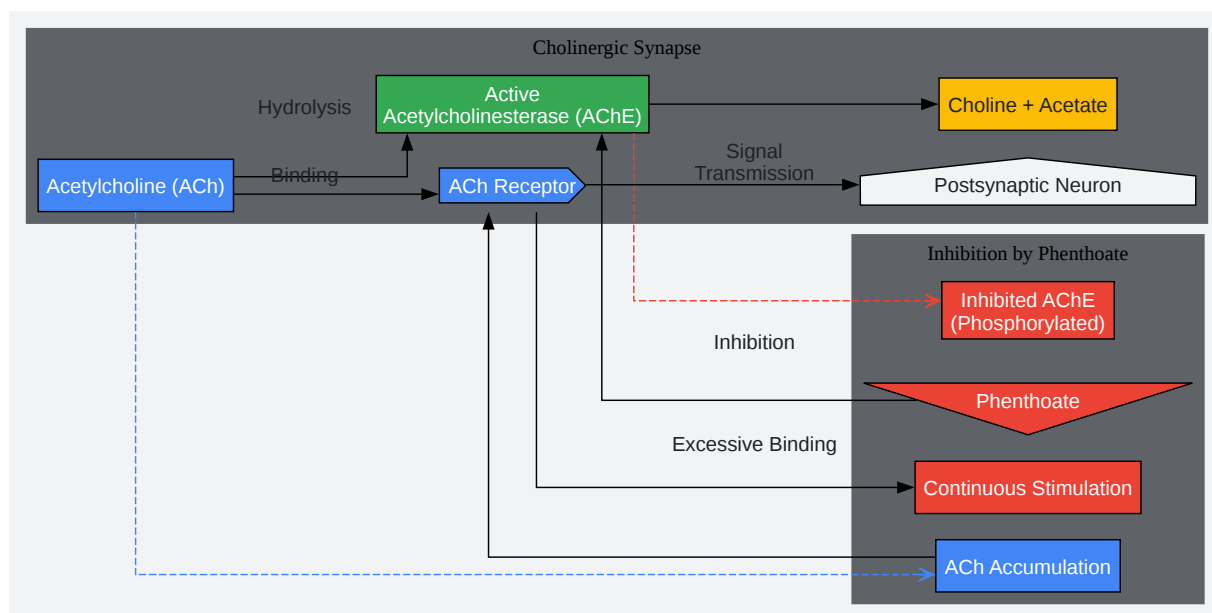 Cholinergic Synapse
Hydrolysis
Active
Acetylcholinesterase (AChE)
Choline + Acetate
Acetylcholine (ACh)
Binding
ACh Receptor
Signal
Transmission
Postsynaptic Neuron
Inhibition by Phenthoate
Inhibited AChE
(Phosphorylated)
Inhibition
Phenthoate
Excessive Binding
Continuous Stimulation
ACh Accumulation